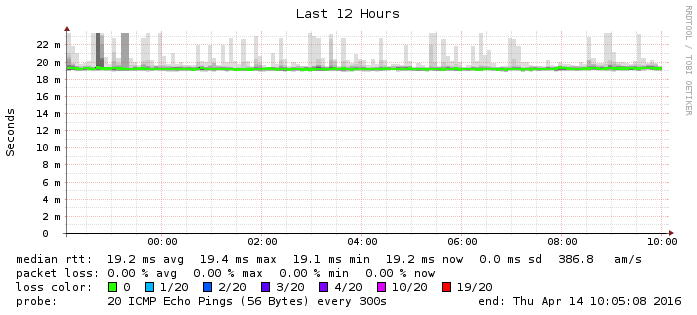 Last 12 Hours
RRDTOOL / TOBI OETIKER
Seconds
22 m
20 m
18 m
16 m
14 m
12 m
10 m
8 m
6 m
4 m
2 m
0
00:00 02:00 04:00 06:00 08:00 10:00
median rtt: 19.2 ms avg 19.4 ms max 19.1 ms min 19.2 ms now 0.0 ms sd 386.8 am/s
packet loss: 0.00 % avg 0.00 % max 0.00 % min 0.00 % now
loss color: 0 1/20 2/20 3/20 4/20 10/20 19/20
probe: 20 ICMP Echo Pings (56 Bytes) every 300s end: Thu Apr 14 10:05:08 2016